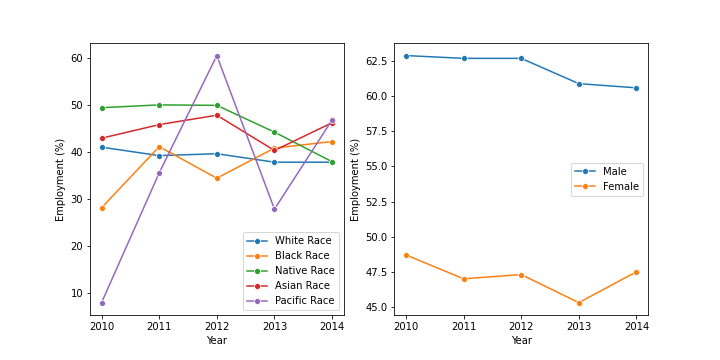 60
50
40
30
20
10
Employment (%)
2010 2011 2012 2013 2014
Year
White Race
Black Race
Native Race
Asian Race
Pacific Race
62.5
60.0
57.5
55.0
52.5
50.0
47.5
45.0
Employment (%)
2010 2011 2012 2013 2014
Year
Male
Female